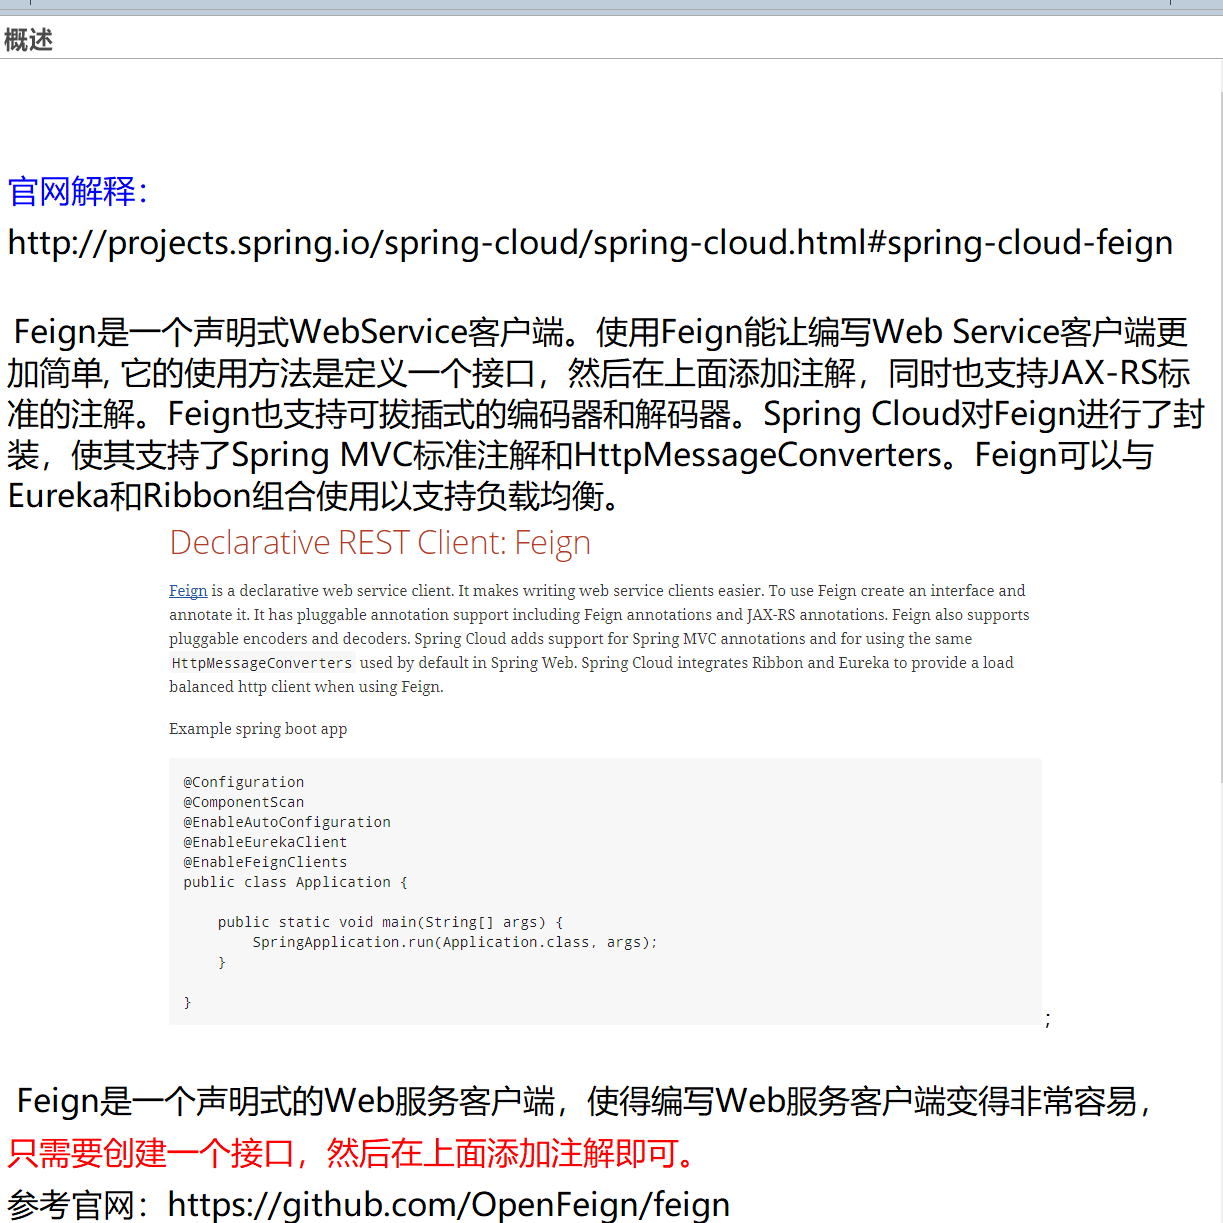 概述
官网解释：
http://projects.spring.io/spring-cloud/spring-cloud.html#spring-cloud-feign
Feign是一个声明式WebService客户端。使用Feign能让编写Web Service客户端更
加简单, 它的使用方法是定义一个接口，然后在上面添加注解，同时也支持JAX-RS标
准的注解。Feign也支持可拔插式的编码器和解码器。Spring Cloud对Feign进行了封
装，使其支持了Spring MVC标准注解和HttpMessageConverters。Feign可以与
Eureka和Ribbon组合使用以支持负载均衡。
Declarative REST Client: Feign
Feign is a declarative web service client. It makes writing web service clients easier. To use Feign create an interface and
annotate it. It has pluggable annotation support including Feign annotations and JAX-RS annotations. Feign also supports
pluggable encoders and decoders. Spring Cloud adds support for Spring MVC annotations and for using the same
HttpMessageConverters used by default in Spring Web. Spring Cloud integrates Ribbon and Eureka to provide a load
balanced http client when using Feign.
Example spring boot app
@Configuration
@ComponentScan
@EnableAutoConfiguration
@EnableEurekaClient
@EnableFeignClients
public class Application {
    public static void main(String[] args) {
        SpringApplication.run(Application.class, args);
    }
}
;
Feign是一个声明式的Web服务客户端，使得编写Web服务客户端变得非常容易，
只需要创建一个接口，然后在上面添加注解即可。
参考官网：https://github.com/OpenFeign/feign